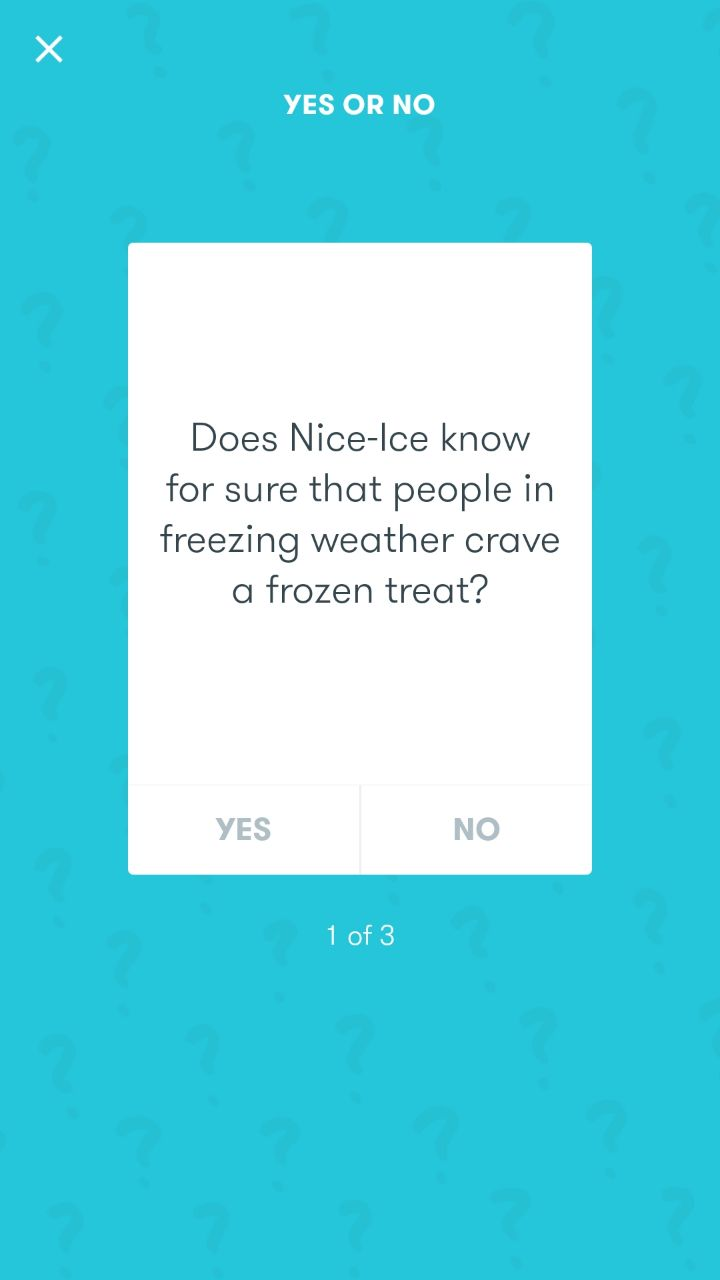 YES OR NO
Does Nice-Ice know
for sure that people in
freezing weather crave
a frozen treat?
YES
NO
1 of 3